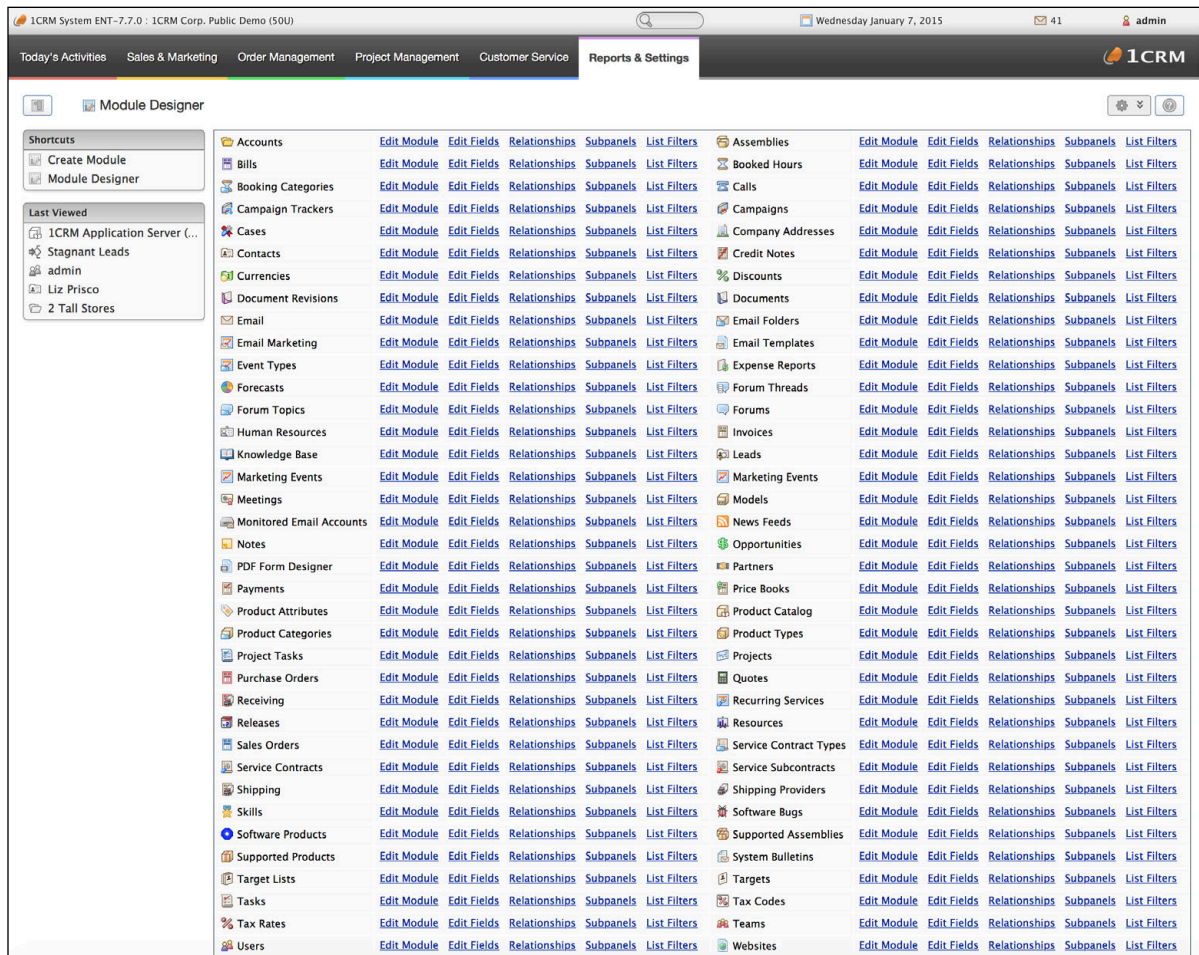 1CRM System ENT-7.7.0 : 1CRM Corp. Public Demo (50U) Wednesday January 7, 2015 41 admin
Today's Activities Sales & Marketing Order Management Project Management Customer Service Reports & Settings 1CRM
Module Designer
Shortcuts
Create Module
Module Designer
Last Viewed
1CRM Application Server (...
Stagnant Leads
admin
Liz Prisco
2 Tall Stores
Accounts Edit Module Edit Fields Relationships Subpanels List Filters Assemblies Edit Module Edit Fields Relationships Subpanels List Filters
Bills Edit Module Edit Fields Relationships Subpanels List Filters Booked Hours Edit Module Edit Fields Relationships Subpanels List Filters
Booking Categories Edit Module Edit Fields Relationships Subpanels List Filters Calls Edit Module Edit Fields Relationships Subpanels List Filters
Campaign Trackers Edit Module Edit Fields Relationships Subpanels List Filters Campaigns Edit Module Edit Fields Relationships Subpanels List Filters
Cases Edit Module Edit Fields Relationships Subpanels List Filters Company Addresses Edit Module Edit Fields Relationships Subpanels List Filters
Contacts Edit Module Edit Fields Relationships Subpanels List Filters Credit Notes Edit Module Edit Fields Relationships Subpanels List Filters
Currencies Edit Module Edit Fields Relationships Subpanels List Filters Discounts Edit Module Edit Fields Relationships Subpanels List Filters
Document Revisions Edit Module Edit Fields Relationships Subpanels List Filters Documents Edit Module Edit Fields Relationships Subpanels List Filters
Email Edit Module Edit Fields Relationships Subpanels List Filters Email Folders Edit Module Edit Fields Relationships Subpanels List Filters
Email Marketing Edit Module Edit Fields Relationships Subpanels List Filters Email Templates Edit Module Edit Fields Relationships Subpanels List Filters
Event Types Edit Module Edit Fields Relationships Subpanels List Filters Expense Reports Edit Module Edit Fields Relationships Subpanels List Filters
Forecasts Edit Module Edit Fields Relationships Subpanels List Filters Forum Threads Edit Module Edit Fields Relationships Subpanels List Filters
Forum Topics Edit Module Edit Fields Relationships Subpanels List Filters Forums Edit Module Edit Fields Relationships Subpanels List Filters
Human Resources Edit Module Edit Fields Relationships Subpanels List Filters Invoices Edit Module Edit Fields Relationships Subpanels List Filters
Knowledge Base Edit Module Edit Fields Relationships Subpanels List Filters Leads Edit Module Edit Fields Relationships Subpanels List Filters
Marketing Events Edit Module Edit Fields Relationships Subpanels List Filters Marketing Events Edit Module Edit Fields Relationships Subpanels List Filters
Meetings Edit Module Edit Fields Relationships Subpanels List Filters Models Edit Module Edit Fields Relationships Subpanels List Filters
Monitored Email Accounts Edit Module Edit Fields Relationships Subpanels List Filters News Feeds Edit Module Edit Fields Relationships Subpanels List Filters
Notes Edit Module Edit Fields Relationships Subpanels List Filters Opportunities Edit Module Edit Fields Relationships Subpanels List Filters
PDF Form Designer Edit Module Edit Fields Relationships Subpanels List Filters Partners Edit Module Edit Fields Relationships Subpanels List Filters
Payments Edit Module Edit Fields Relationships Subpanels List Filters Price Books Edit Module Edit Fields Relationships Subpanels List Filters
Product Attributes Edit Module Edit Fields Relationships Subpanels List Filters Product Catalog Edit Module Edit Fields Relationships Subpanels List Filters
Product Categories Edit Module Edit Fields Relationships Subpanels List Filters Product Types Edit Module Edit Fields Relationships Subpanels List Filters
Project Tasks Edit Module Edit Fields Relationships Subpanels List Filters Projects Edit Module Edit Fields Relationships Subpanels List Filters
Purchase Orders Edit Module Edit Fields Relationships Subpanels List Filters Quotes Edit Module Edit Fields Relationships Subpanels List Filters
Receiving Edit Module Edit Fields Relationships Subpanels List Filters Recurring Services Edit Module Edit Fields Relationships Subpanels List Filters
Releases Edit Module Edit Fields Relationships Subpanels List Filters Resources Edit Module Edit Fields Relationships Subpanels List Filters
Sales Orders Edit Module Edit Fields Relationships Subpanels List Filters Service Contract Types Edit Module Edit Fields Relationships Subpanels List Filters
Service Contracts Edit Module Edit Fields Relationships Subpanels List Filters Service Subcontracts Edit Module Edit Fields Relationships Subpanels List Filters
Shipping Edit Module Edit Fields Relationships Subpanels List Filters Shipping Providers Edit Module Edit Fields Relationships Subpanels List Filters
Skills Edit Module Edit Fields Relationships Subpanels List Filters Software Bugs Edit Module Edit Fields Relationships Subpanels List Filters
Software Products Edit Module Edit Fields Relationships Subpanels List Filters Supported Assemblies Edit Module Edit Fields Relationships Subpanels List Filters
Supported Products Edit Module Edit Fields Relationships Subpanels List Filters System Bulletins Edit Module Edit Fields Relationships Subpanels List Filters
Target Lists Edit Module Edit Fields Relationships Subpanels List Filters Targets Edit Module Edit Fields Relationships Subpanels List Filters
Tasks Edit Module Edit Fields Relationships Subpanels List Filters Tax Codes Edit Module Edit Fields Relationships Subpanels List Filters
Tax Rates Edit Module Edit Fields Relationships Subpanels List Filters Teams Edit Module Edit Fields Relationships Subpanels List Filters
Users Edit Module Edit Fields Relationships Subpanels List Filters Websites Edit Module Edit Fields Relationships Subpanels List Filters